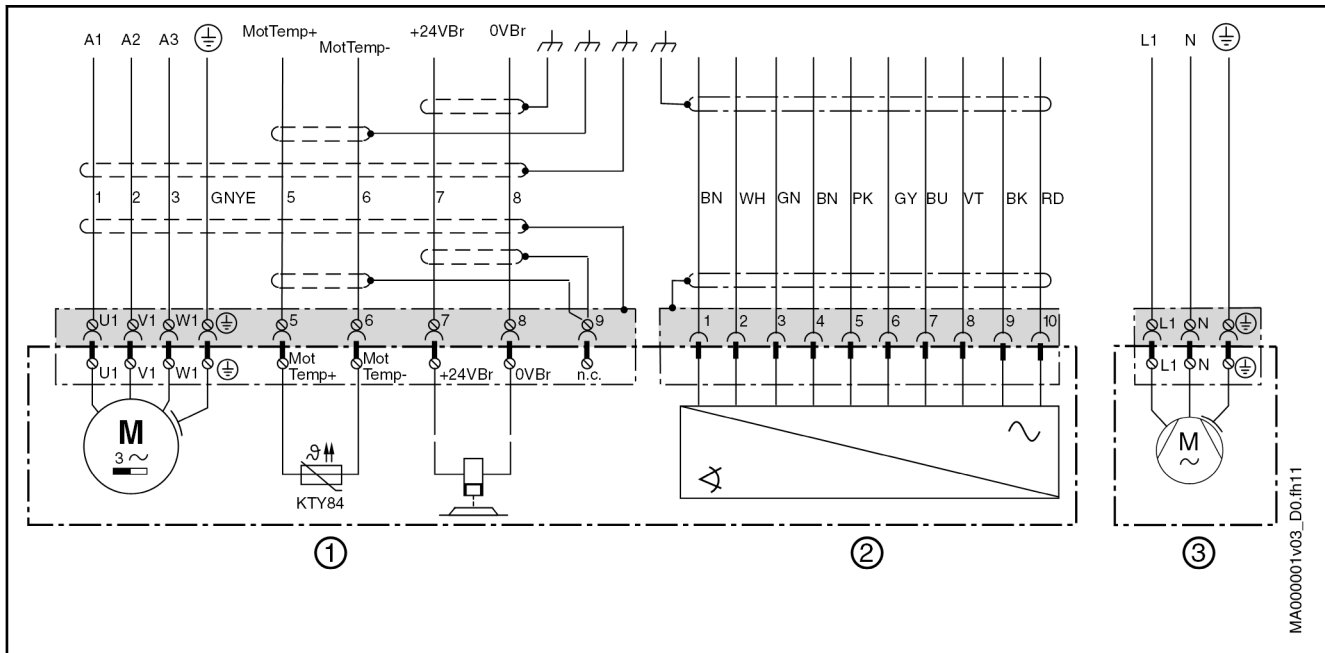 A1 A2 A3 MotTemp+ MotTemp- +24VBr 0VBr L1 N
1 2 3 GNYE 5 6 7 8 BN WH GN BN PK GY BU VT BK RD
U1 V1 W1 5 6 7 8 9 1 2 3 4 5 6 7 8 9 10 L1 N
U1 V1 W1 Mot Temp+ Mot Temp- +24VBr 0VBr n.c. L1 N
M
3 ~
ϑ
KTY84
M
~
① ② ③
MA000001v03_D0.fh11